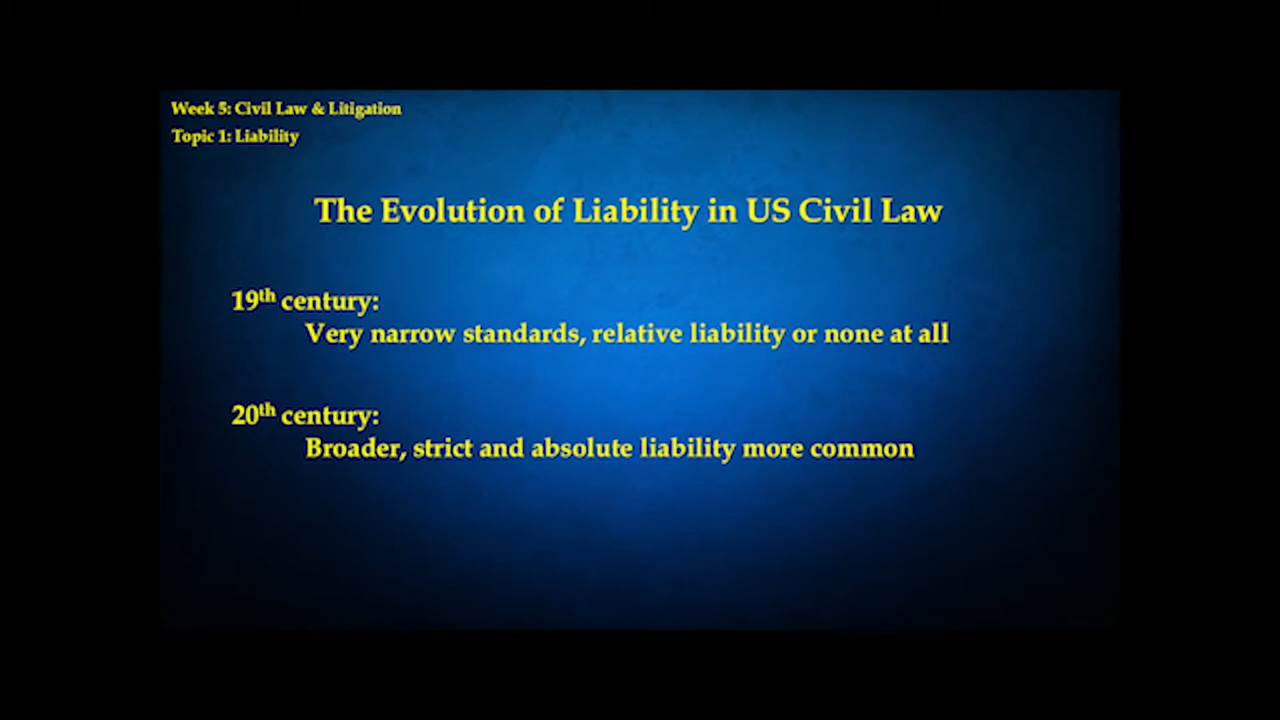 Week 5: Civil Law & Litigation
Topic 1: Liability
The Evolution of Liability in US Civil Law
19th century:
Very narrow standards, relative liability or none at all
20th century:
Broader, strict and absolute liability more common